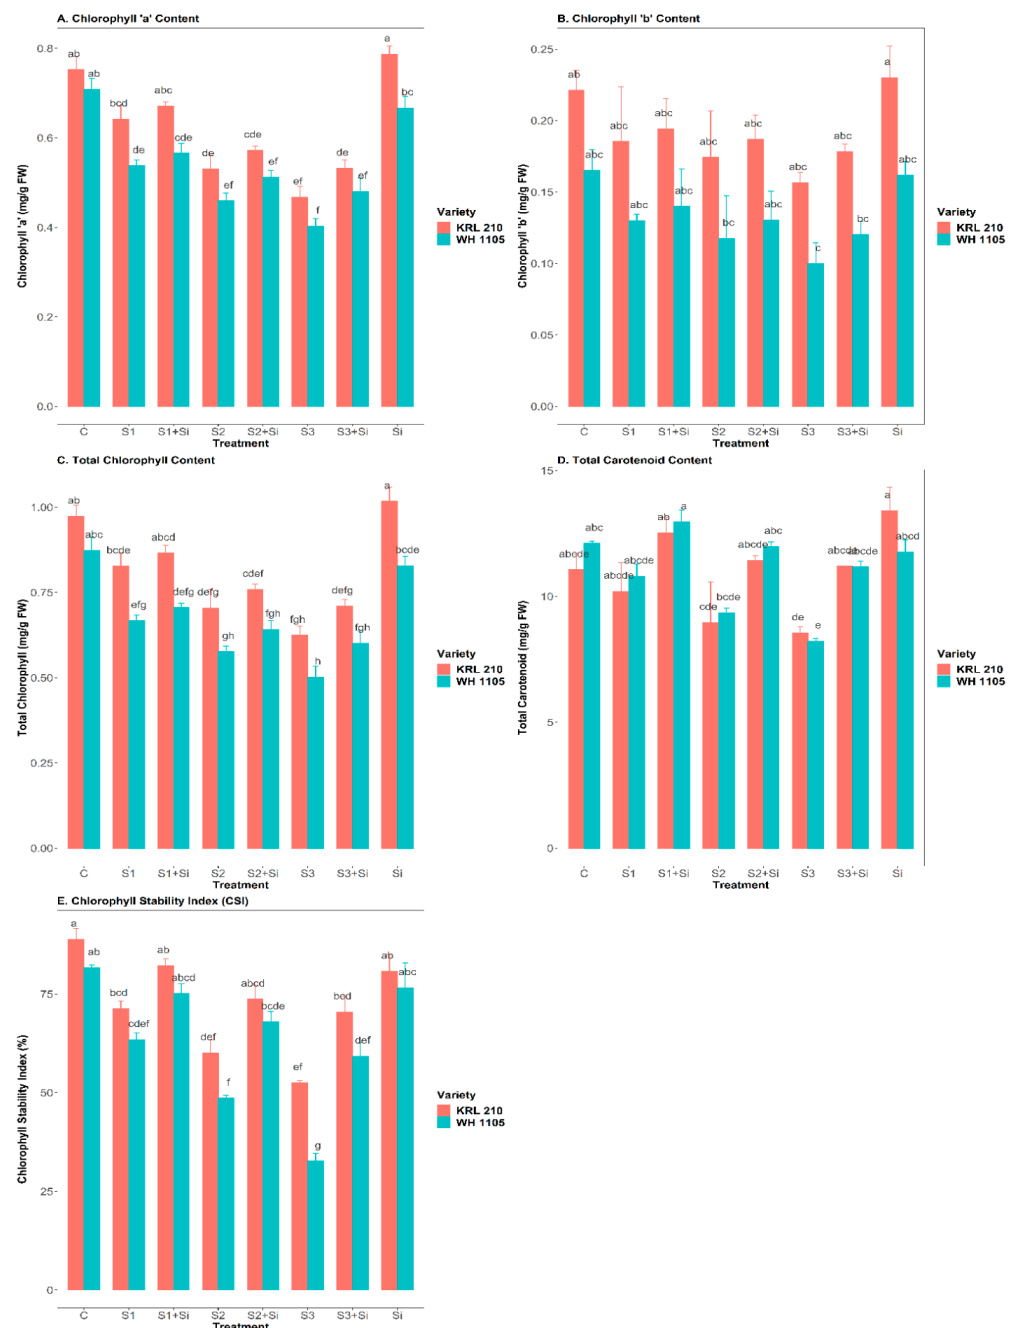 A. Chlorophyll 'a' Content
Chlorophyll 'a' (mg/g FW)
0.8
0.6
0.4
0.2
0.0
ab ab bcd de abc cde de ef cde ef ef f de ef a bc
C S1 S1+Si S2 S2+Si S3 S3+Si Si
Treatment
Variety
KRL 210
WH 1105
B. Chlorophyll 'b' Content
Chlorophyll 'b' (mg/g FW)
0.25
0.20
0.15
0.10
0.05
0.00
ab abc abc abc abc abc abc bc abc abc abc c abc bc a abc
C S1 S1+Si S2 S2+Si S3 S3+Si Si
Treatment
Variety
KRL 210
WH 1105
C. Total Chlorophyll Content
Total Chlorophyll (mg/g FW)
1.00
0.75
0.50
0.25
0.00
ab abc bcde efg abcd defg defg gh cdef fgh fgh h defg fgh a bcde
C S1 S1+Si S2 S2+Si S3 S3+Si Si
Treatment
Variety
KRL 210
WH 1105
D. Total Carotenoid Content
Total Carotenoid (mg/g FW)
15
10
5
0
abcde abc abcde abcde ab a cde bcde abcde abc de e abcde abcde a abcd
C S1 S1+Si S2 S2+Si S3 S3+Si Si
Treatment
Variety
KRL 210
WH 1105
E. Chlorophyll Stability Index (CSI)
Chlorophyll Stability Index (%)
75
50
25
0
a ab bcd cdef ab abcd def f abcd bcde ef g bcd def ab abc
C S1 S1+Si S2 S2+Si S3 S3+Si Si
Treatment
Variety
KRL 210
WH 1105